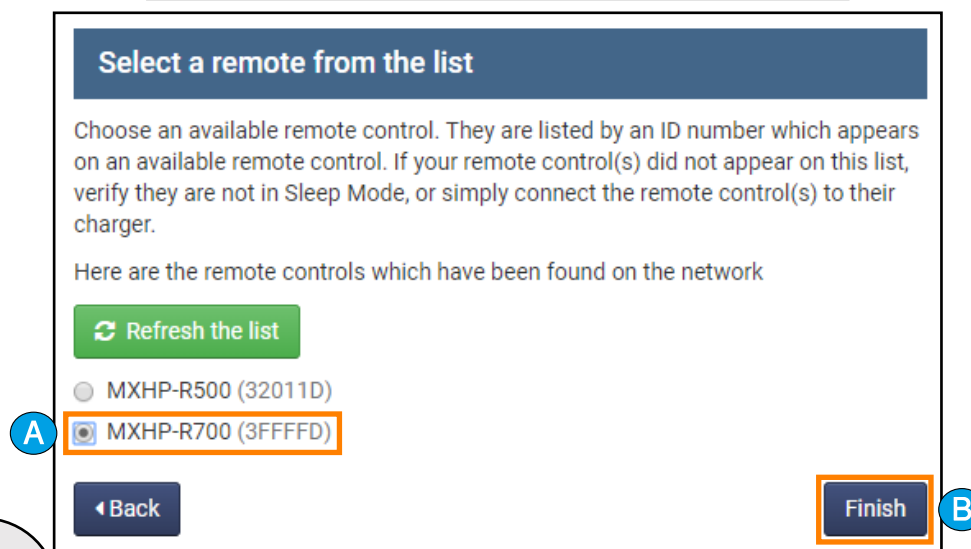 Select a remote from the list
Choose an available remote control. They are listed by an ID number which appears
on an available remote control. If your remote control(s) did not appear on this list,
verify they are not in Sleep Mode, or simply connect the remote control(s) to their
charger.
Here are the remote controls which have been found on the network
Refresh the list
MXHP-R500 (32011D)
A MXHP-R700 (3FFFFD)
Back Finish B